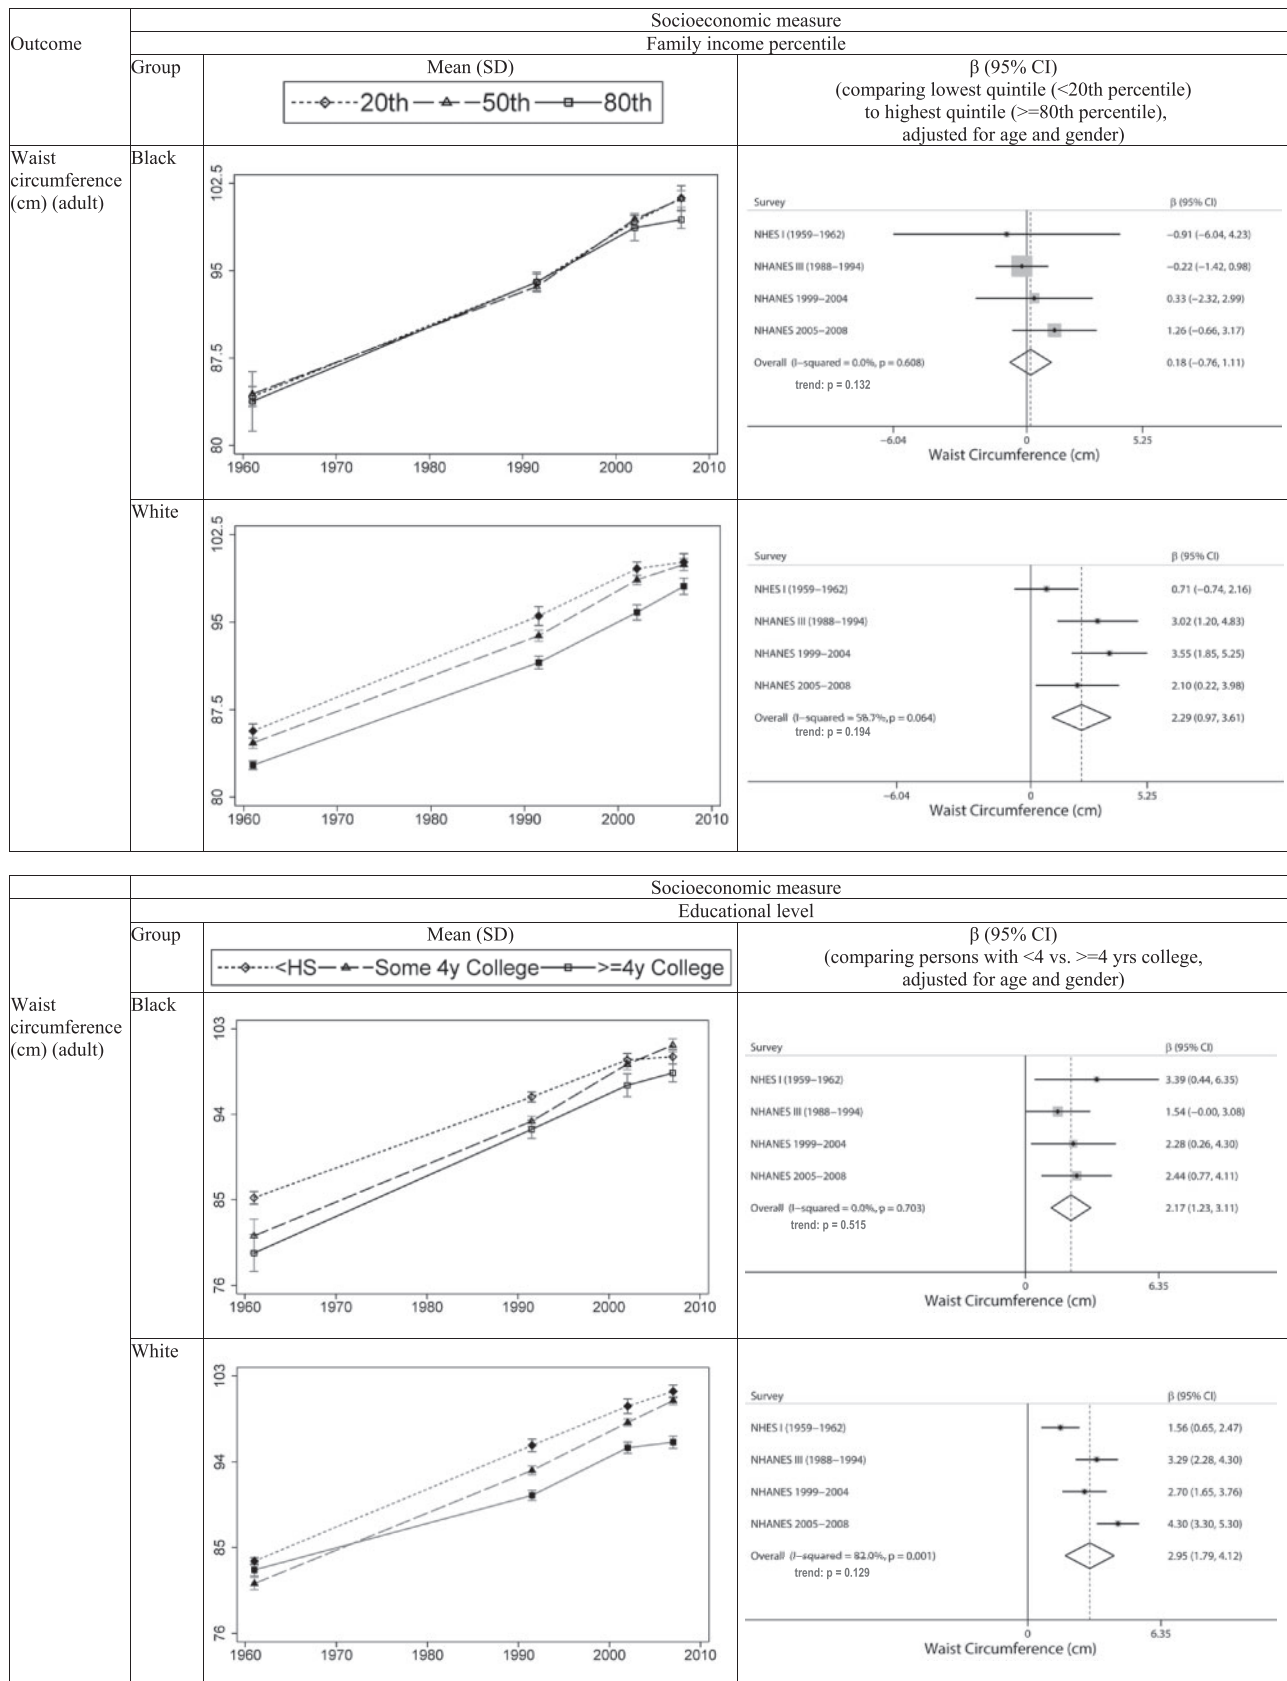 Socioeconomic measure
Outcome
Family income percentile
Group
Mean (SD)
β (95% CI)
(comparing lowest quintile (<20th percentile)
to highest quintile (>=80th percentile),
adjusted for age and gender)
20th 50th 80th
Waist
circumference
(cm) (adult)
Black
102.5
95
87.5
80
1960 1970 1980 1990 2000 2010
Survey β (95% CI)
NHES I (1959–1962) −0.91 (−6.04, 4.23)
NHANES III (1988–1994) −0.22 (−1.42, 0.98)
NHANES 1999–2004 0.33 (−2.32, 2.99)
NHANES 2005–2008 1.26 (−0.66, 3.17)
Overall (I−squared = 0.0%, p = 0.608) 0.18 (−0.76, 1.11)
trend: p = 0.132
−6.04 0 5.25
Waist Circumference (cm)
White
102.5
95
87.5
80
1960 1970 1980 1990 2000 2010
Survey β (95% CI)
NHES I (1959−1962) 0.71 (−0.74, 2.16)
NHANES III (1988−1994) 3.02 (1.20, 4.83)
NHANES 1999−2004 3.55 (1.85, 5.25)
NHANES 2005−2008 2.10 (0.22, 3.98)
Overall (I−squared = 58.7%, p = 0.064) 2.29 (0.97, 3.61)
trend: p = 0.194
−6.04 0 5.25
Waist Circumference (cm)
Socioeconomic measure
Educational level
Group
Mean (SD)
β (95% CI)
(comparing persons with <4 vs. >=4 yrs college,
adjusted for age and gender)
<HS Some 4y College >=4y College
Waist
circumference
(cm) (adult)
Black
103
94
85
76
1960 1970 1980 1990 2000 2010
Survey β (95% CI)
NHES I (1959−1962) 3.39 (0.44, 6.35)
NHANES III (1988−1994) 1.54 (−0.00, 3.08)
NHANES 1999−2004 2.28 (0.26, 4.30)
NHANES 2005−2008 2.44 (0.77, 4.11)
Overall (I−squared = 0.0%, p = 0.703) 2.17 (1.23, 3.11)
trend: p = 0.515
0 6.35
Waist Circumference (cm)
White
103
94
85
76
1960 1970 1980 1990 2000 2010
Survey β (95% CI)
NHES I (1959−1962) 1.56 (0.65, 2.47)
NHANES III (1988−1994) 3.29 (2.28, 4.30)
NHANES 1999−2004 2.70 (1.65, 3.76)
NHANES 2005−2008 4.30 (3.30, 5.30)
Overall (I−squared = 82.0%, p = 0.001) 2.95 (1.79, 4.12)
trend: p = 0.129
0 6.35
Waist Circumference (cm)